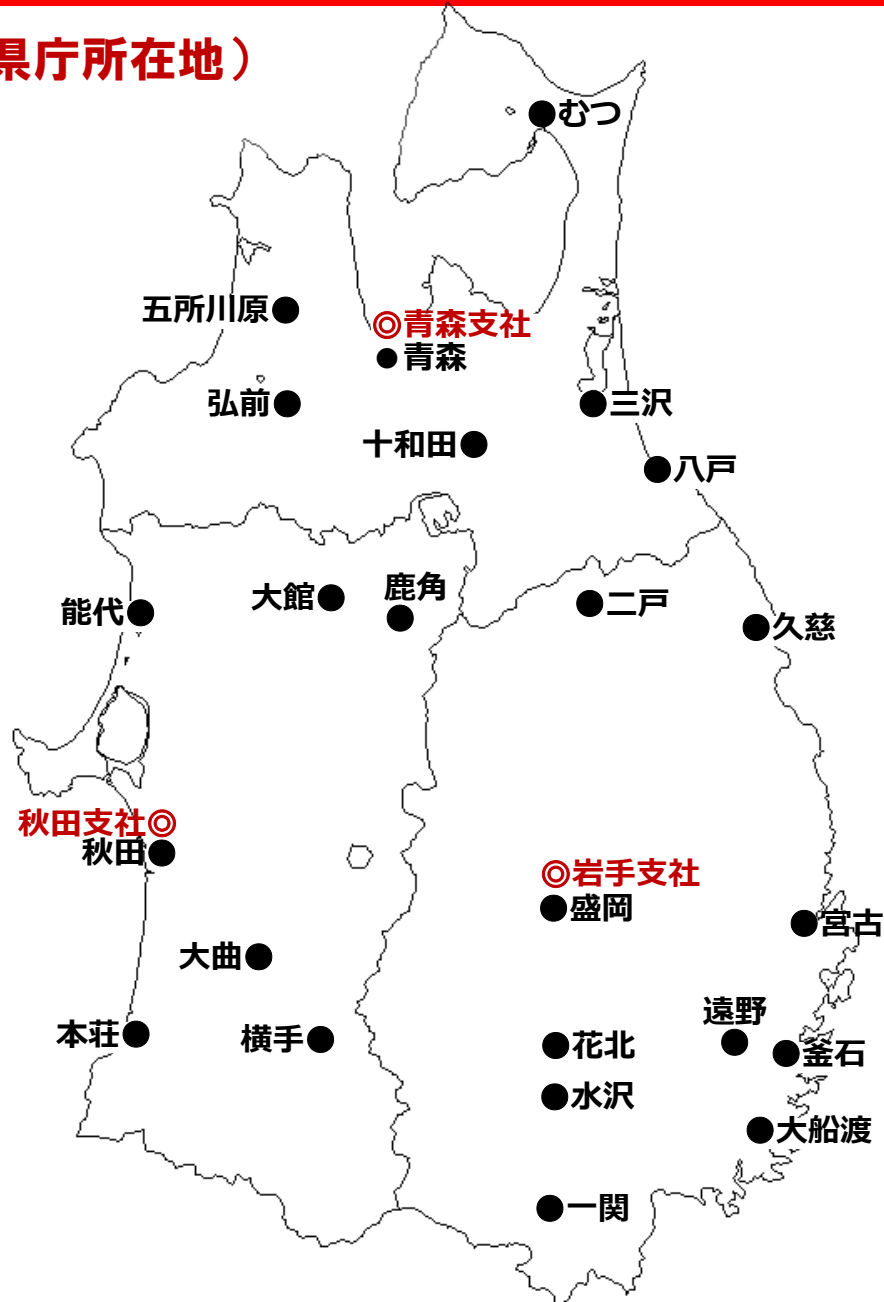 県庁所在地）
●むつ
五所川原●
◎青森支社
●青森
弘前●
●三沢
十和田●
●八戸
大館●
鹿角
●
能代●
●二戸
●久慈
秋田支社◎
秋田●
◎岩手支社
●盛岡
●宮古
大曲●
遠野
●
本荘●
横手●
●花北
●釜石
●水沢
●大船渡
●一関